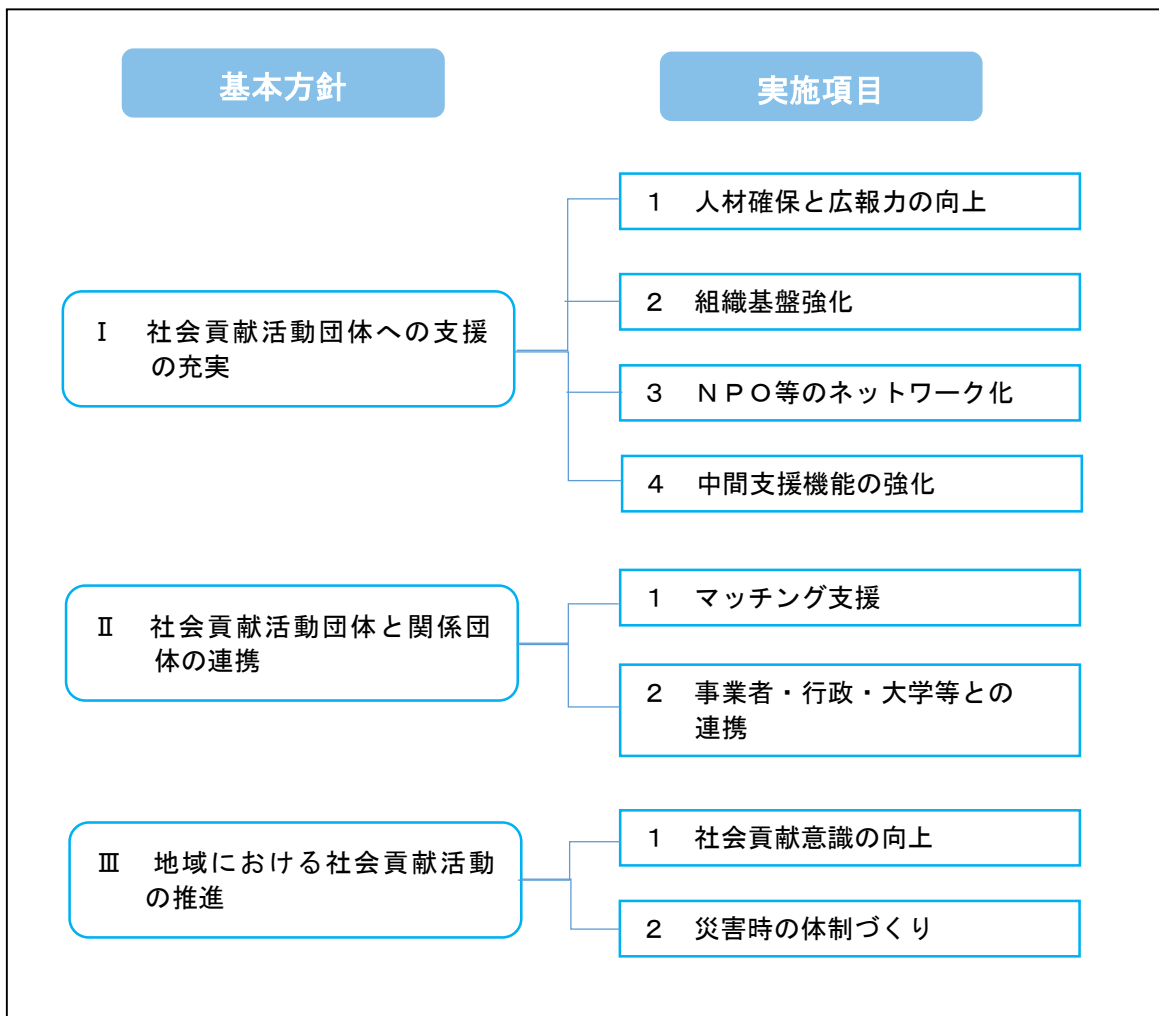 基本方針
実施項目
Ⅰ 社会貢献活動団体への支援
の充実
1 人材確保と広報力の向上
2 組織基盤強化
3 ＮＰＯ等のネットワーク化
4 中間支援機能の強化
Ⅱ 社会貢献活動団体と関係団
体の連携
1 マッチング支援
2 事業者・行政・大学等との
連携
Ⅲ 地域における社会貢献活動
の推進
1 社会貢献意識の向上
2 災害時の体制づくり